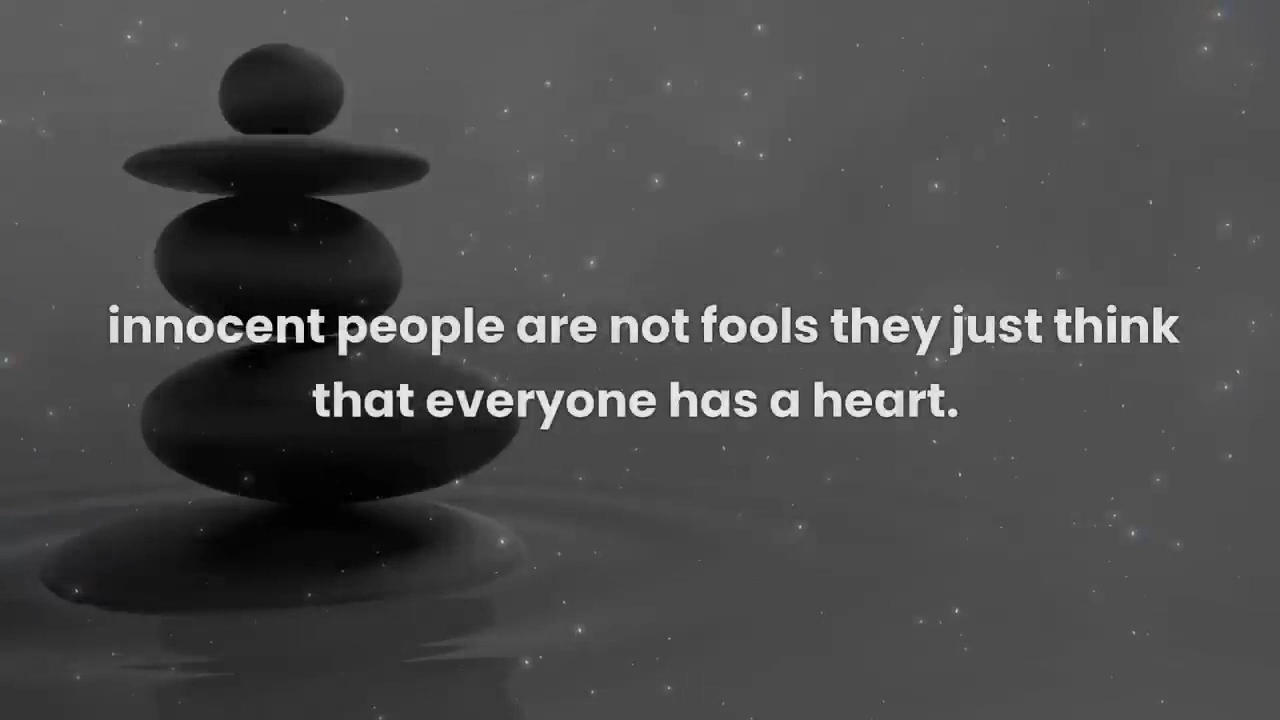 innocent people are not fools they just think
that everyone has a heart.